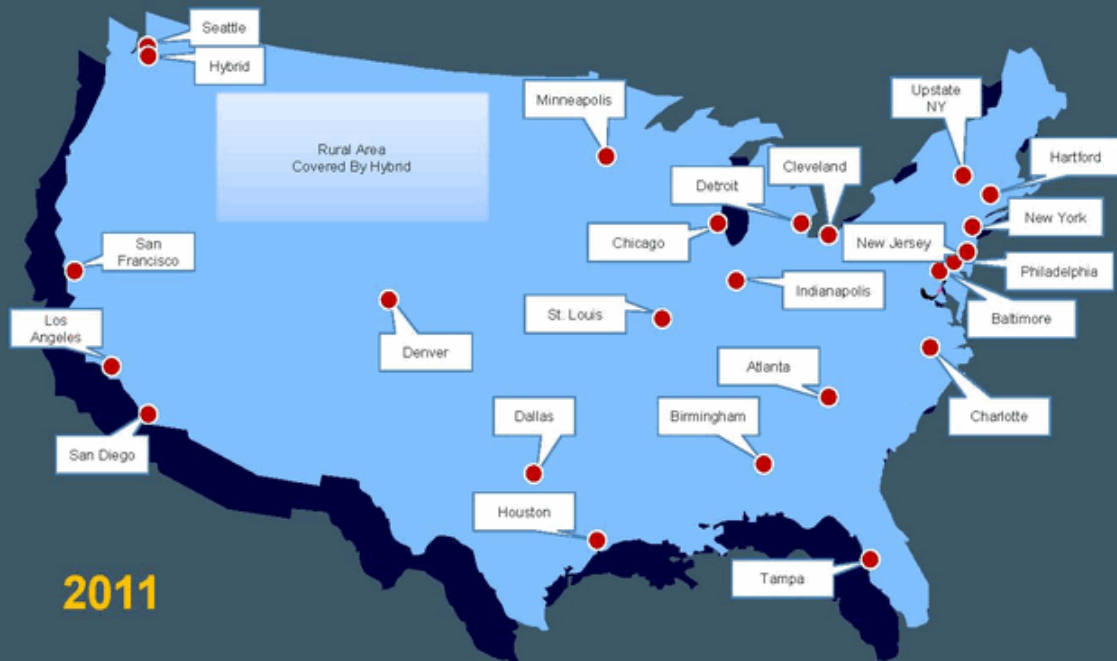 Seattle
Hybrid
Minneapolis
Upstate
NY
Rural Area
Covered By Hybrid
Cleveland
Hartford
Detroit
New York
Chicago
New Jersey
San
Francisco
Philadelphia
Indianapolis
Los
Angeles
St. Louis
Baltimore
Denver
Atlanta
Dallas
Birmingham
Charlotte
San Diego
Houston
Tampa
2011